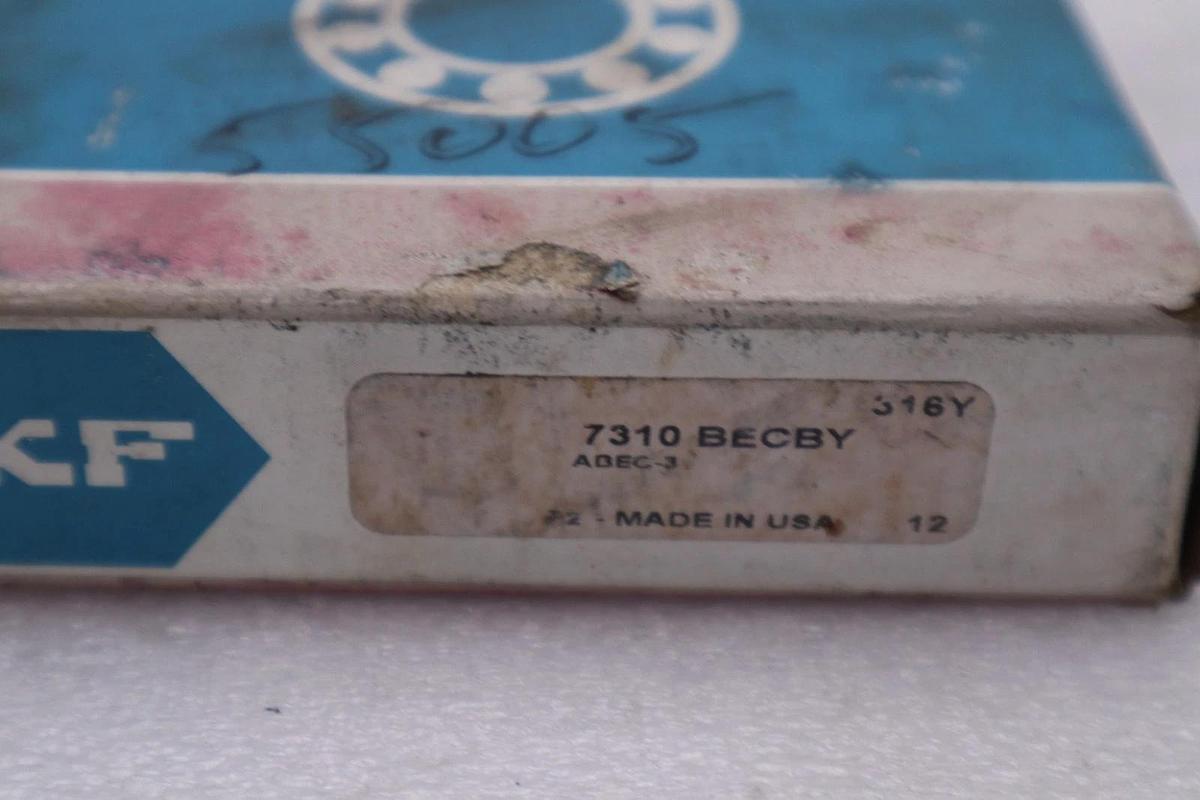 55005
KF
316Y
7310 BECBY
ABEC-3
- MADE IN USA 12